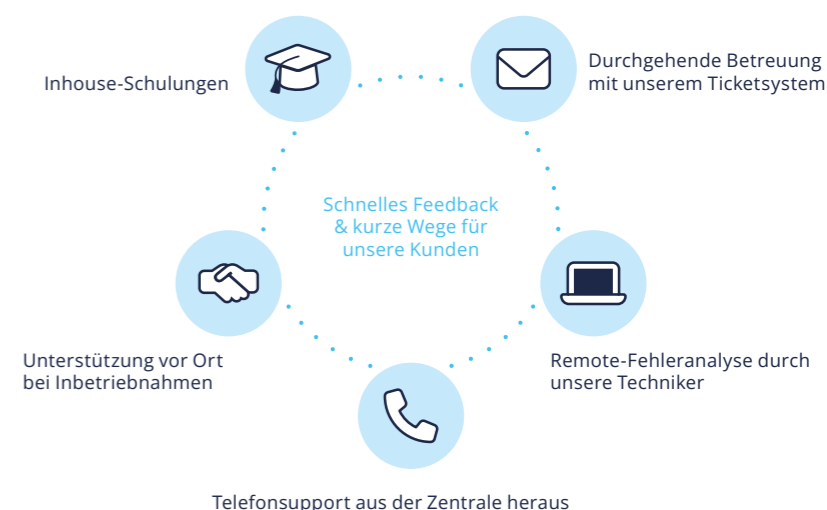 Inhouse-Schulungen
Durchgehende Betreuung
mit unserem Ticketsystem
Schnelles Feedback
& kurze Wege für
unsere Kunden
Unterstützung vor Ort
bei Inbetriebnahmen
Remote-Fehleranalyse durch
unsere Techniker
Telefonsupport aus der Zentrale heraus